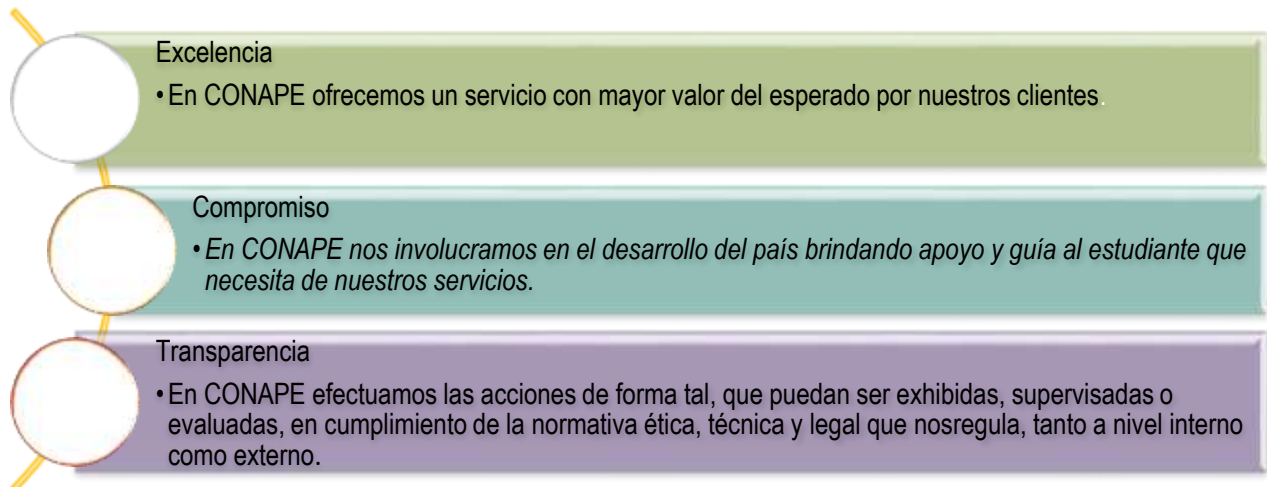 Excelencia
• En CONAPE ofrecemos un servicio con mayor valor del esperado por nuestros clientes.
Compromiso
• En CONAPE nos involucramos en el desarrollo del país brindando apoyo y guía al estudiante que
necesita de nuestros servicios.
Transparencia
• En CONAPE efectuamos las acciones de forma tal, que puedan ser exhibidas, supervisadas o
evaluadas, en cumplimiento de la normativa ética, técnica y legal que nosregula, tanto a nivel interno
como externo.